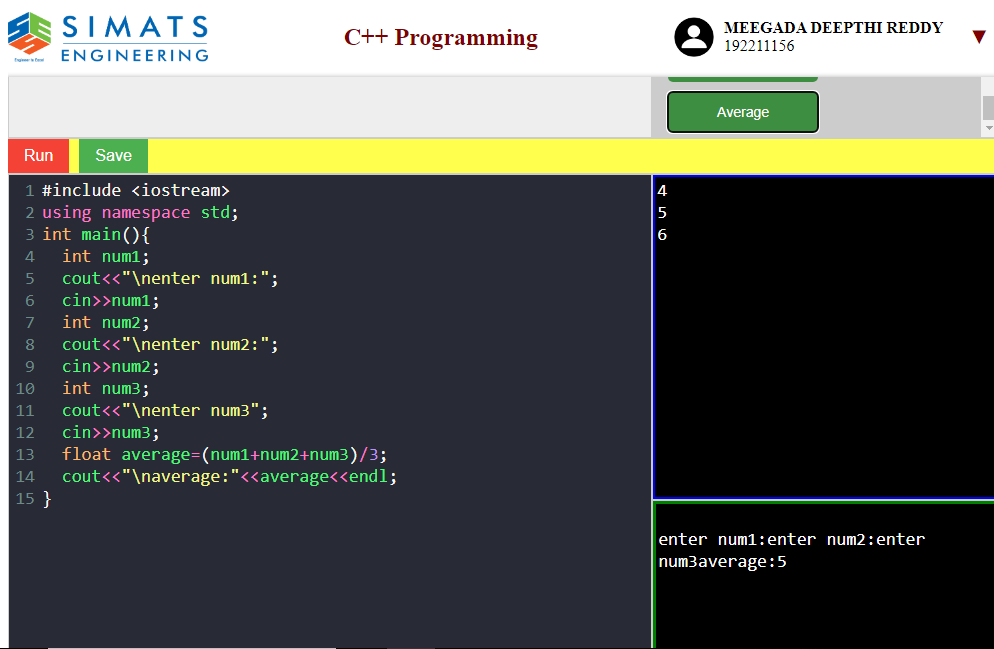 SIMATS
ENGINEERING
Engineer to Excel
C++ Programming
MEEGADA DEEPTHI REDDY
192211156
▼
Average
Run
Save
1 #include <iostream>
2 using namespace std;
3 int main(){
4   int num1;
5   cout<<"\nenter num1:";
6   cin>>num1;
7   int num2;
8   cout<<"\nenter num2:";
9   cin>>num2;
10   int num3;
11   cout<<"\nenter num3";
12   cin>>num3;
13   float average=(num1+num2+num3)/3;
14   cout<<"\naverage:"<<average<<endl;
15 }
4
5
6
enter num1:enter num2:enter
num3average:5